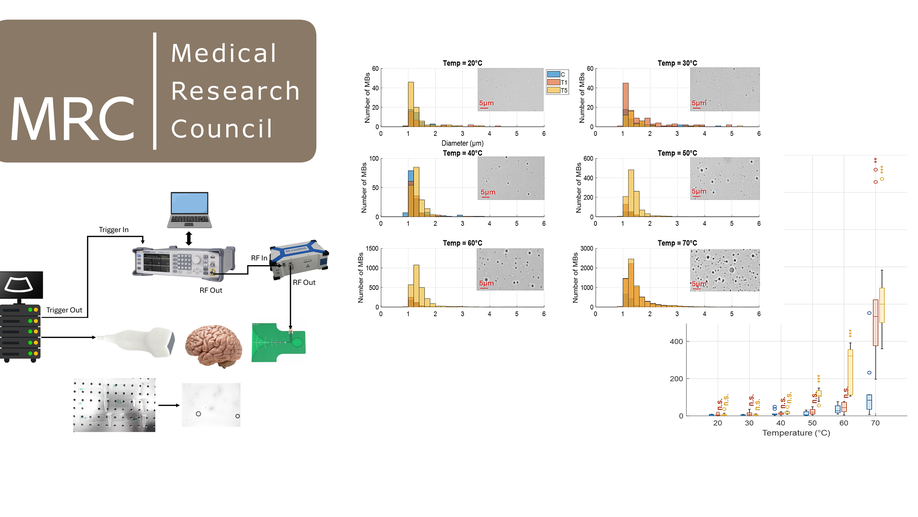 MRC
Medical
Research
Council
Trigger In
RF In
RF Out
RF Out
Trigger Out
Temp = 20°C
Number of MBs
60
40
20
0
5μm
C
T1
T5
0 1 2 3 4 5 6
Diameter (μm)
Temp = 30°C
Number of MBs
60
40
20
0
5μm
0 1 2 3 4 5 6
Temp = 40°C
Number of MBs
100
50
0
5μm
0 1 2 3 4 5 6
Temp = 50°C
Number of MBs
600
400
200
0
5μm
0 1 2 3 4 5 6
Temp = 60°C
Number of MBs
1500
1000
500
0
5μm
0 1 2 3 4 5 6
Temp = 70°C
Number of MBs
3000
2000
1000
0
5μm
0 1 2 3 4 5 6
400
200
0
n.s. n.s. n.s. n.s. n.s. n.s. n.s. n.s.
20 30 40 50 60 70
Temperature (°C)